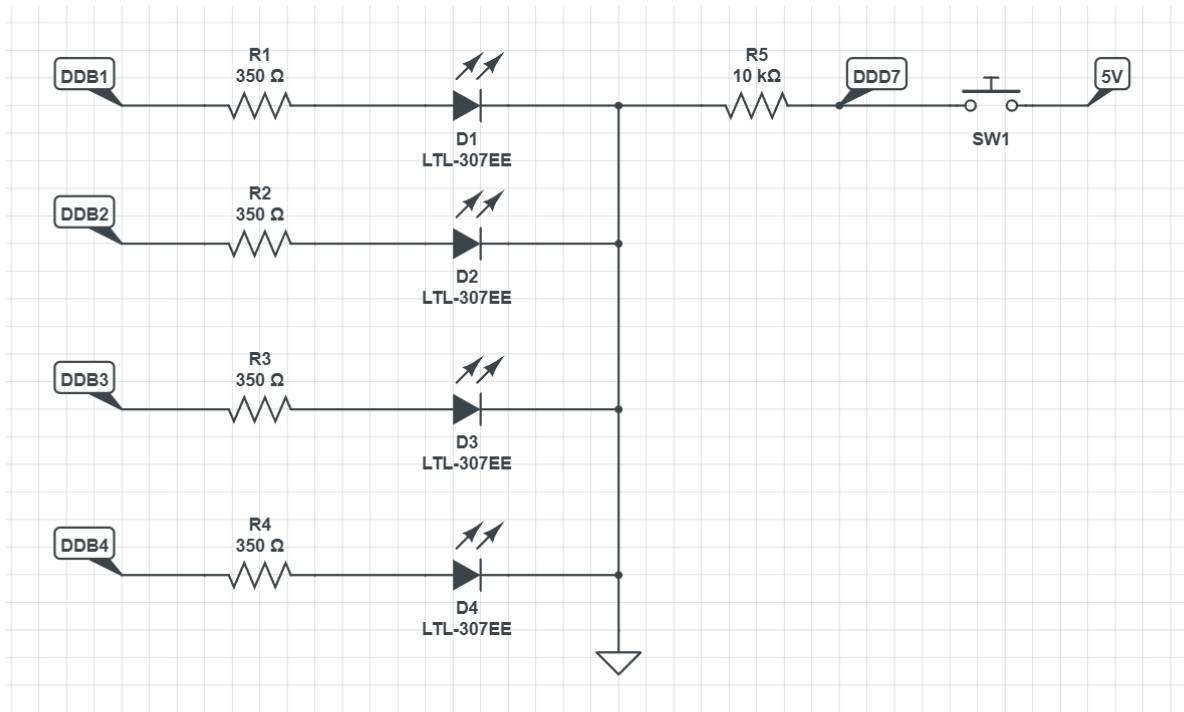 R1
350 Ω
DDB1
D1
LTL-307EE
R5
10 kΩ
DDD7
SW1
5V
R2
350 Ω
DDB2
D2
LTL-307EE
R3
350 Ω
DDB3
D3
LTL-307EE
R4
350 Ω
DDB4
D4
LTL-307EE